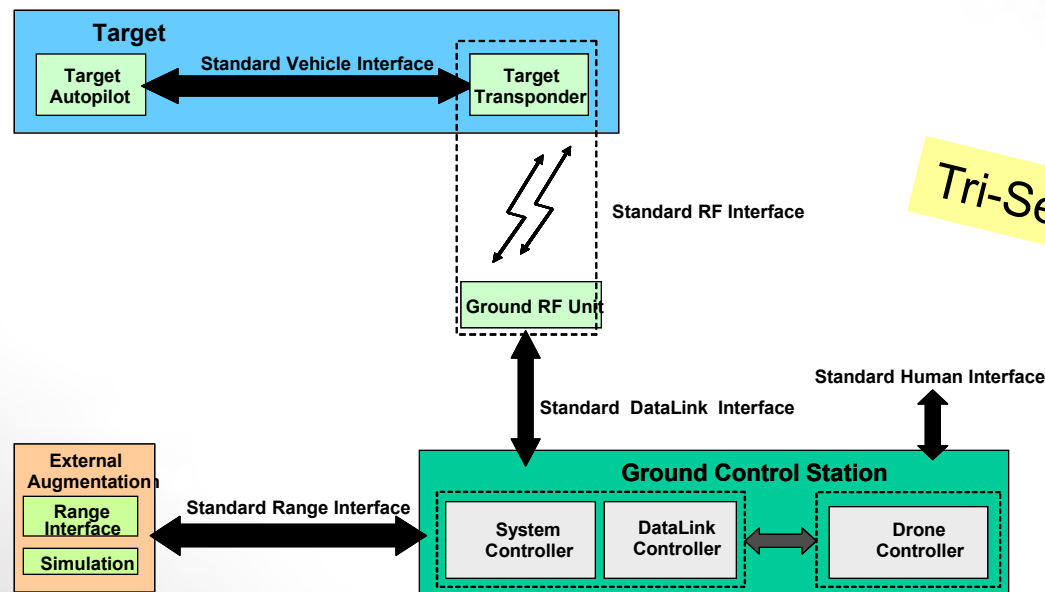 Target
Standard Vehicle Interface
Target
Autopilot
Target
Transponder
Standard RF Interface
Ground RF Unit
Standard Human Interface
Standard DataLink Interface
External
Augmentation
Range
Interface
Simulation
Standard Range Interface
Ground Control Station
System
Controller
DataLink
Controller
Drone
Controller